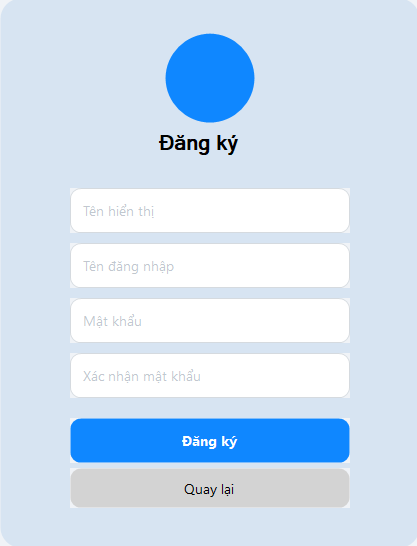 Đăng ký
Tên hiển thị
Tên đăng nhập
Mật khẩu
Xác nhận mật khẩu
Đăng ký
Quay lại